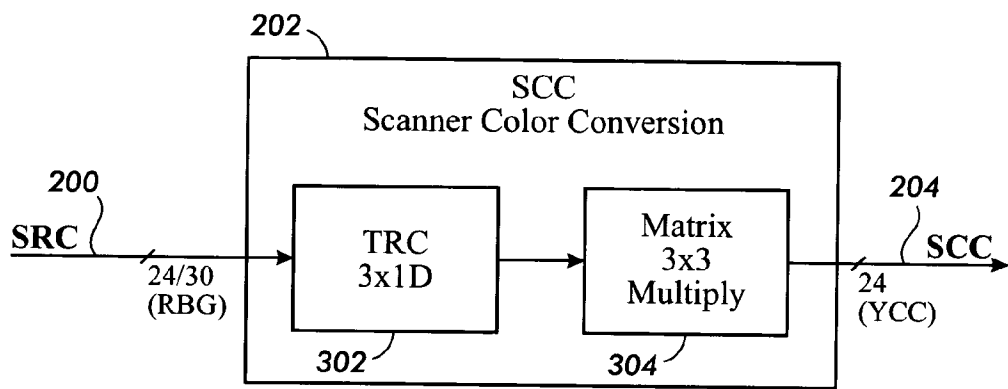 202
SCC
Scanner Color Conversion
200
SRC
24/30
(RBG)
TRC
3x1D
302
Matrix
3x3
Multiply
304
204
SCC
24
(YCC)